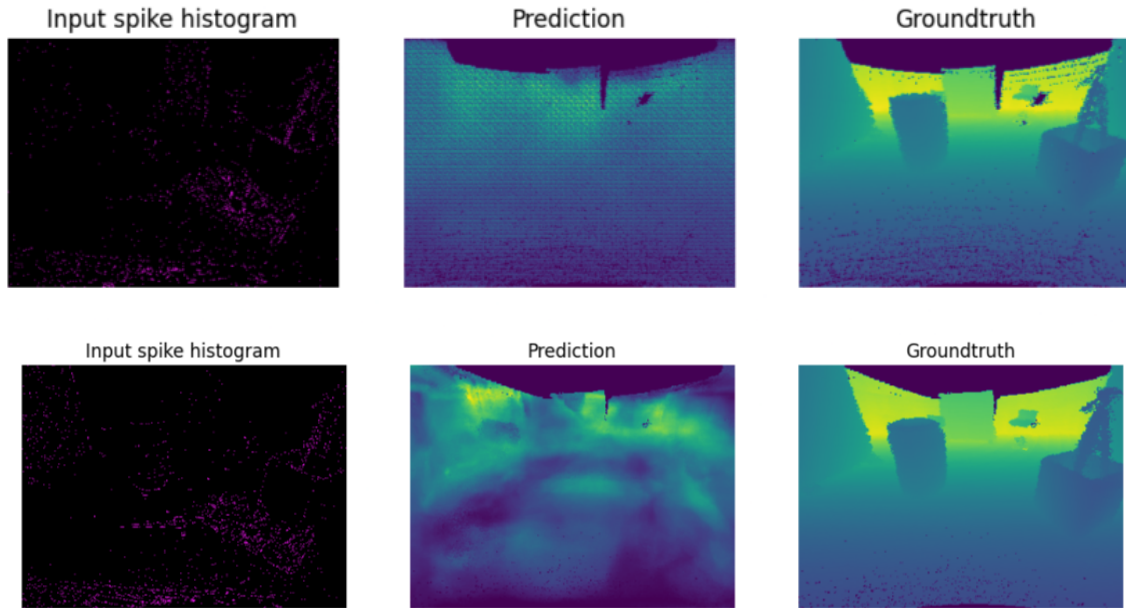 Input spike histogram
Prediction
Groundtruth
Input spike histogram
Prediction
Groundtruth